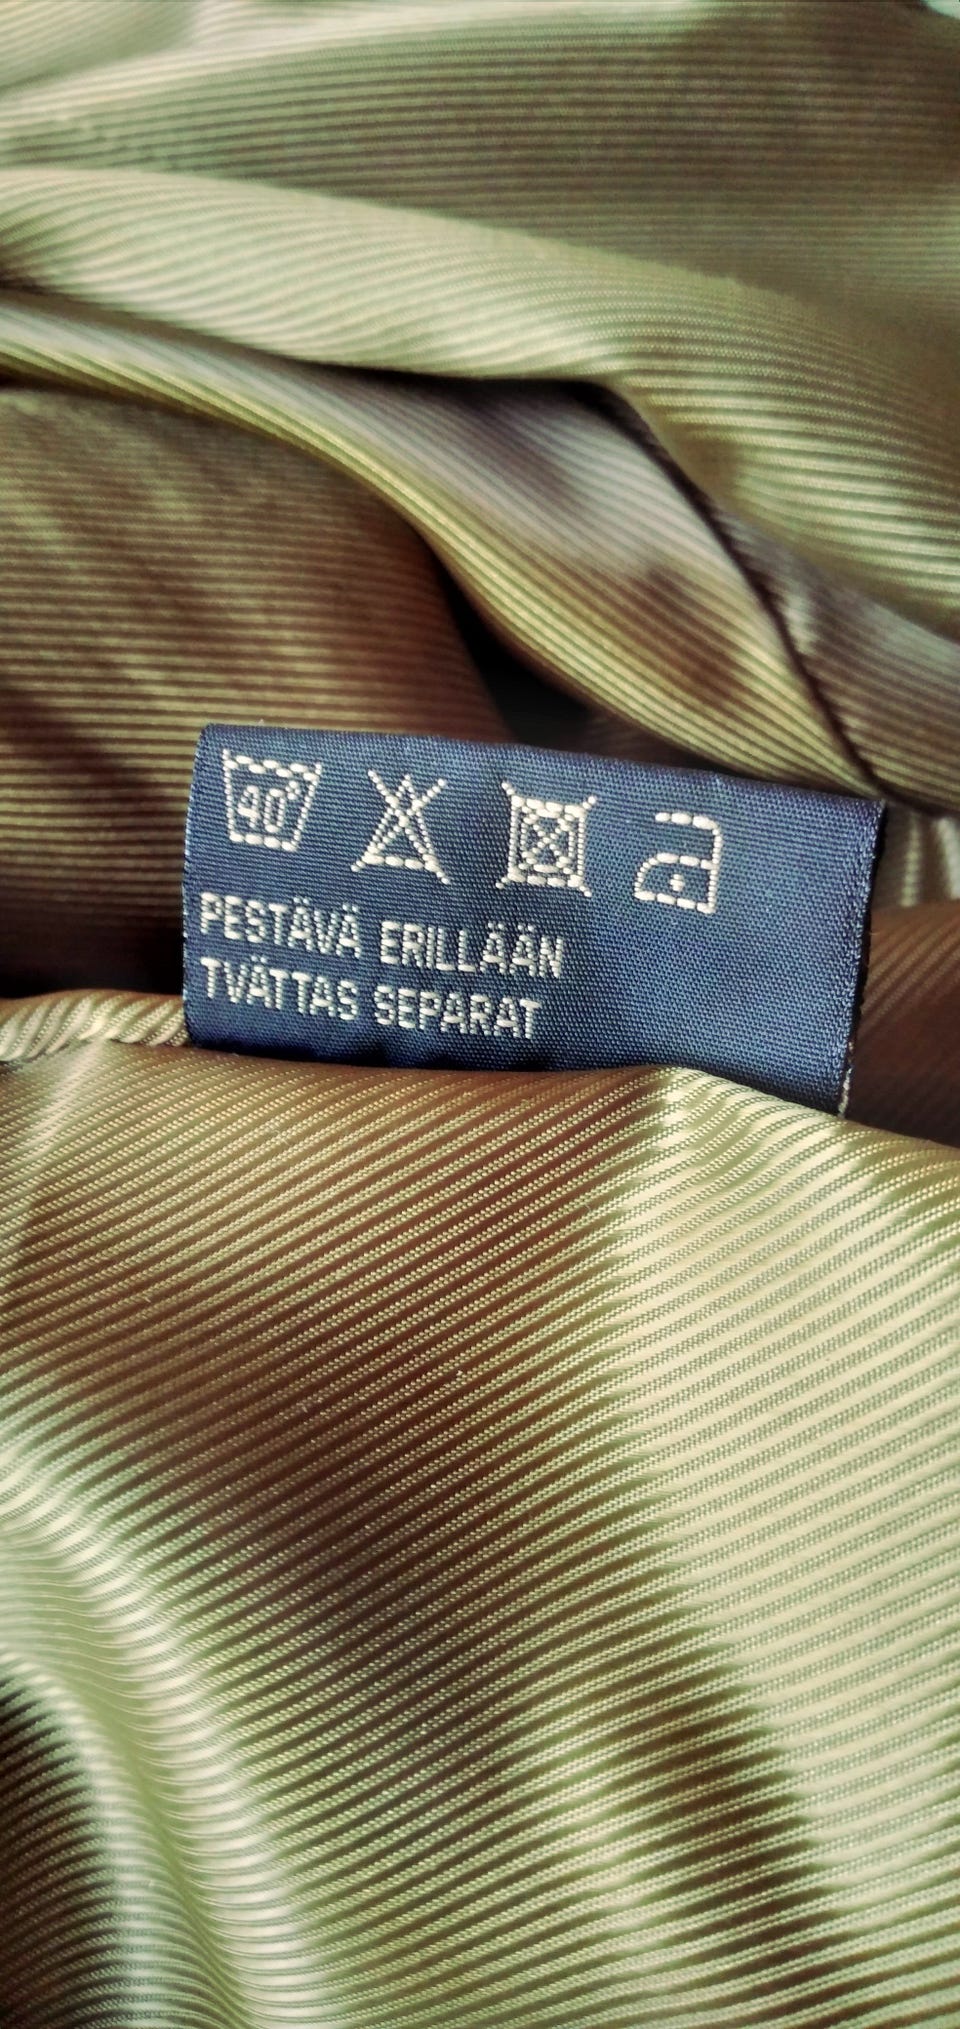 40°
PESTÄVÄ ERILLÄÄN
TVÄTTAS SEPARAT